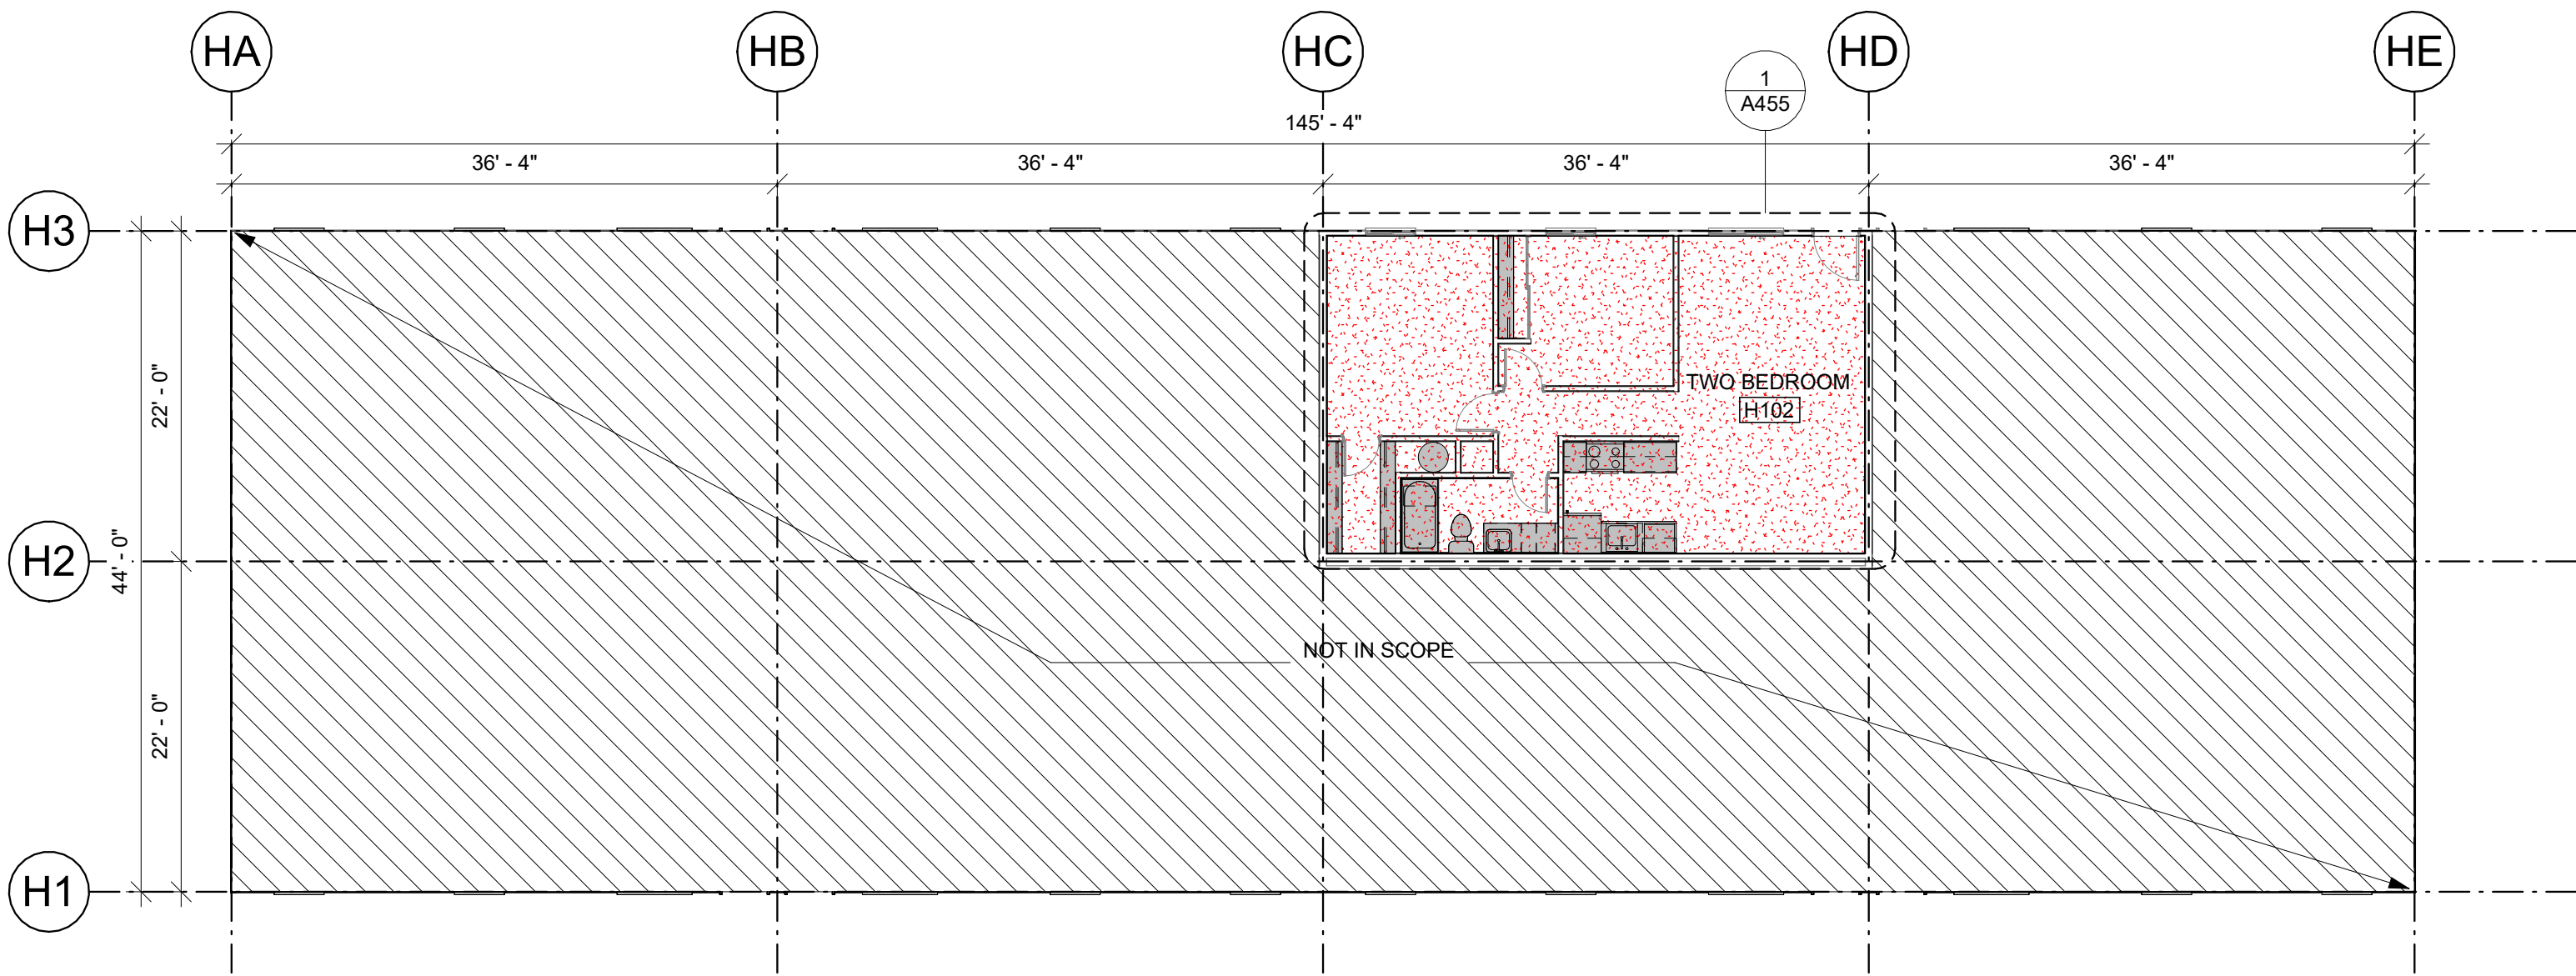 HA
HB
HC
HD
HE
1
A455
145' - 4"
36' - 4"
36' - 4"
36' - 4"
36' - 4"
H3
22' - 0"
TWO BEDROOM
H102
H2
44' - 0"
NOT IN SCOPE
22' - 0"
H1